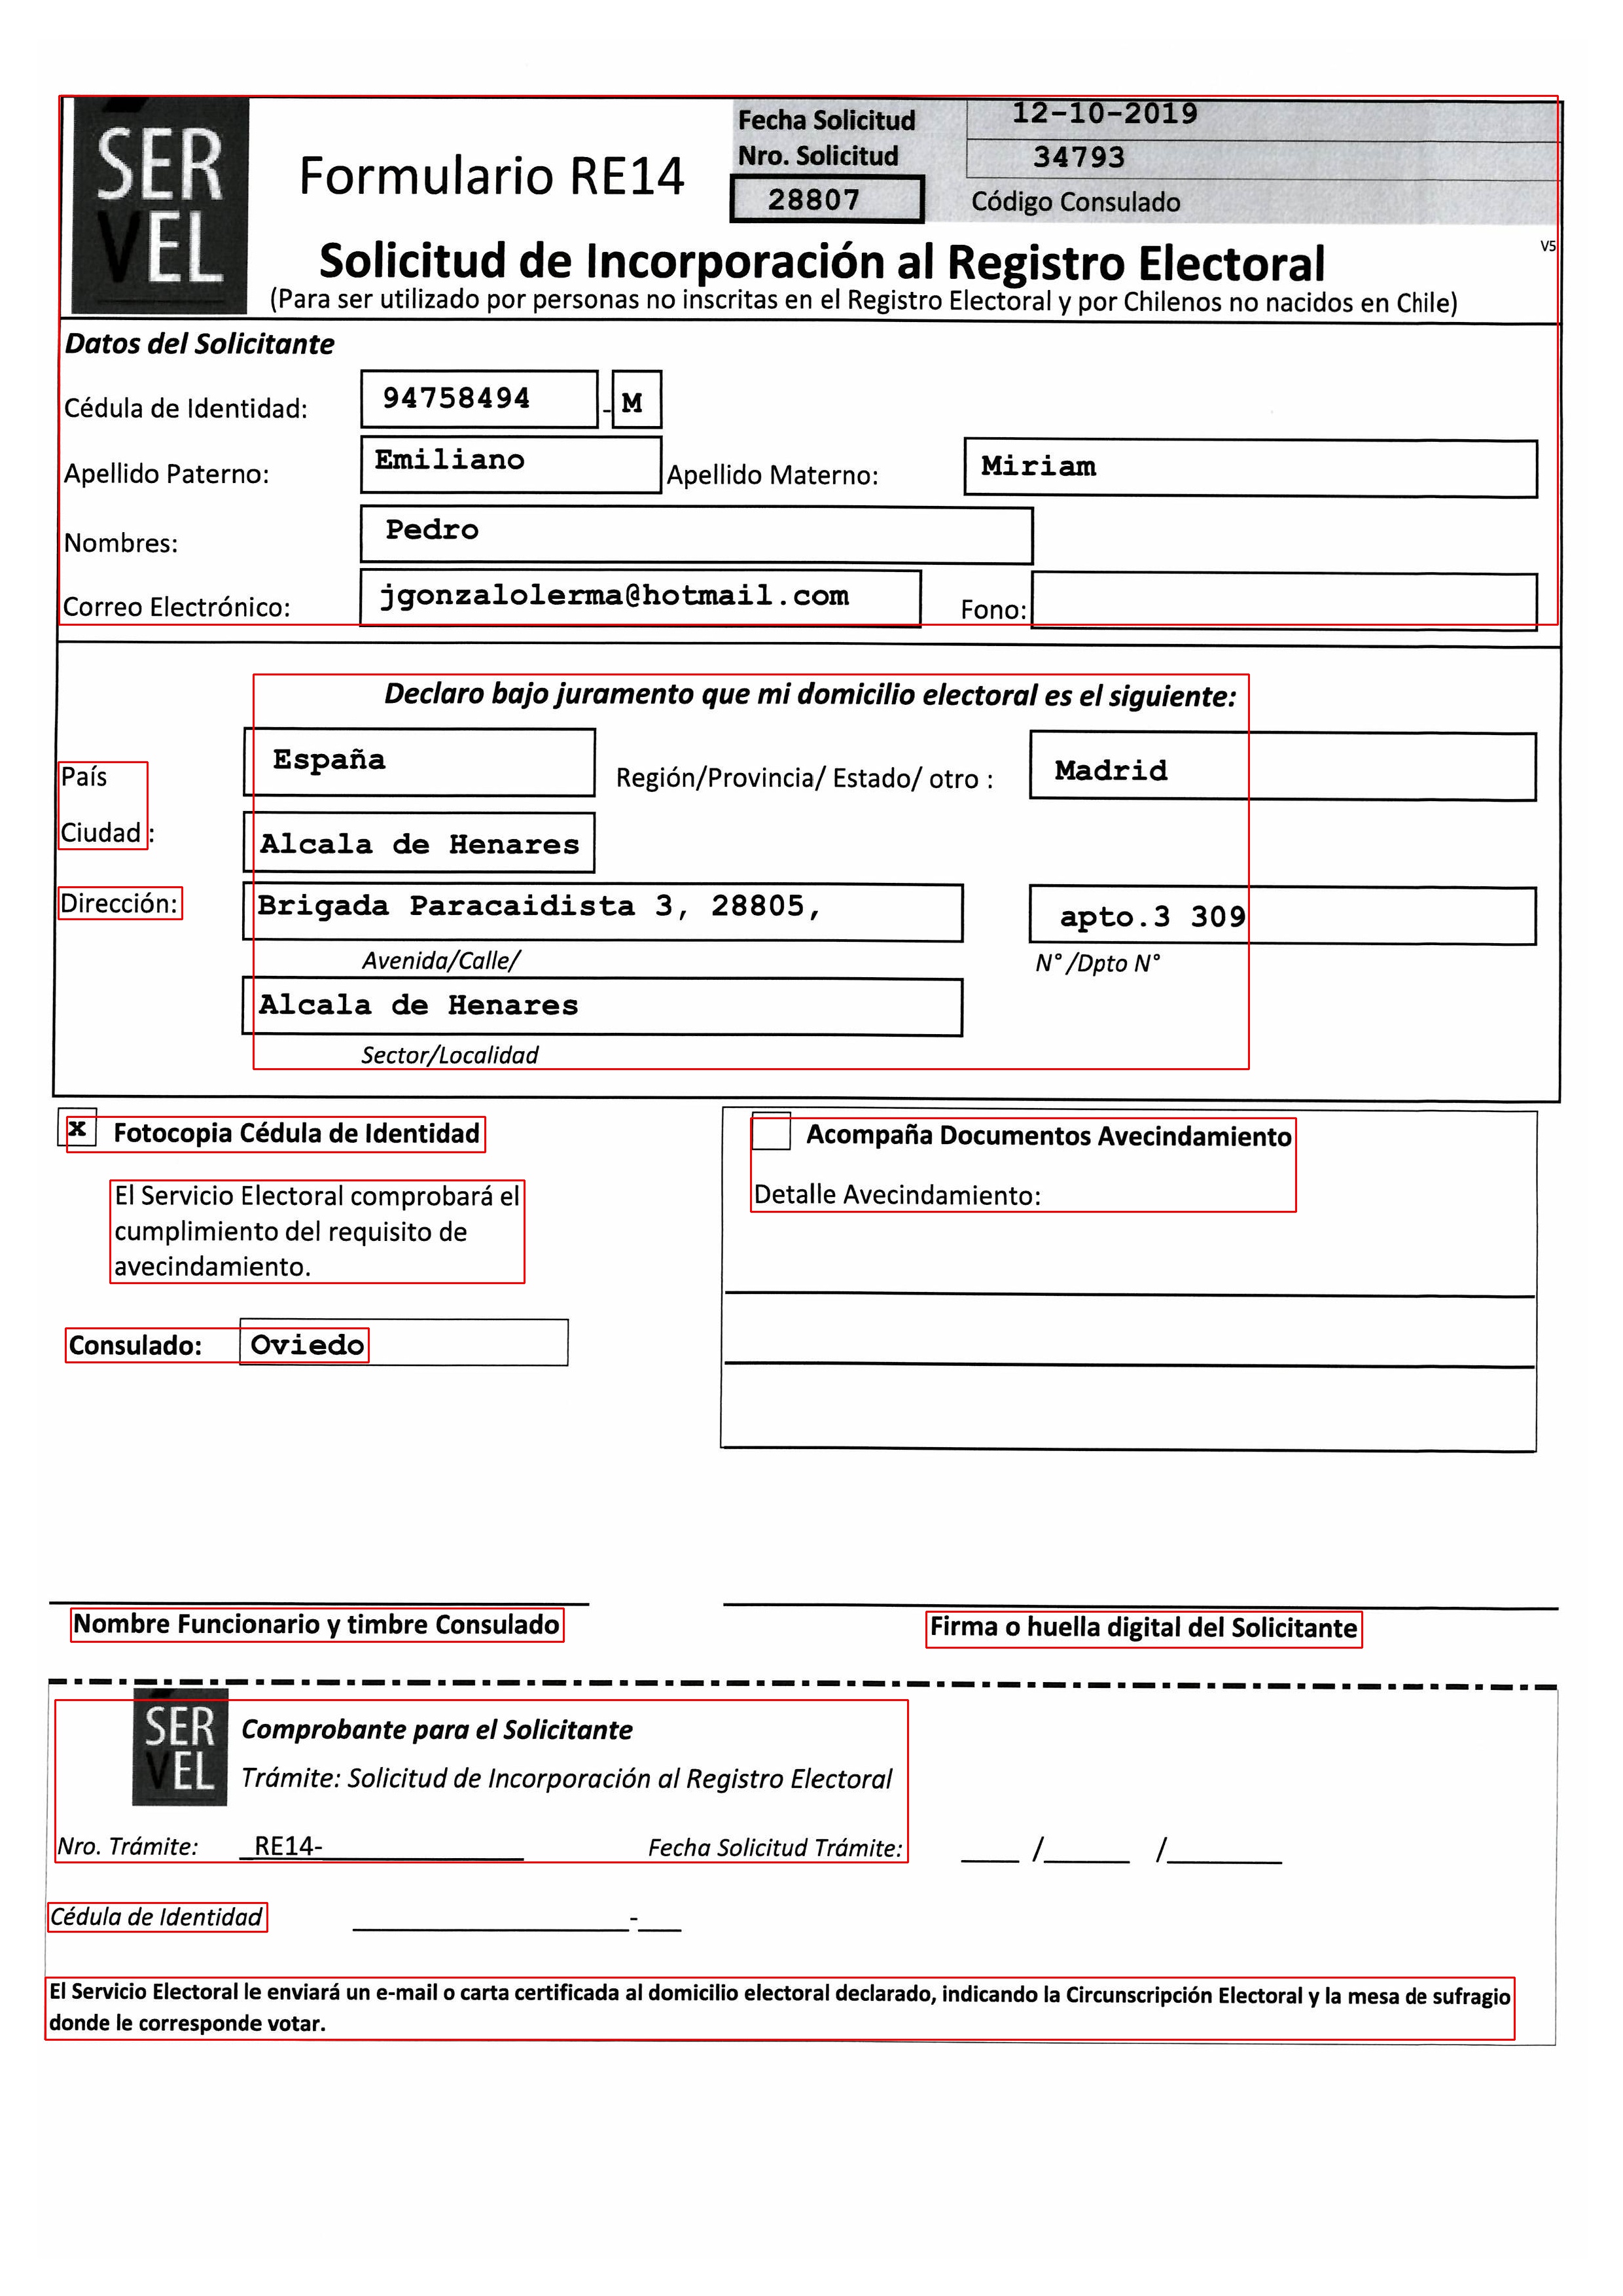 SER
VEL
Formulario RE14
Fecha Solicitud 12-10-2019
Nro. Solicitud 34793
28807 Código Consulado
Solicitud de Incorporación al Registro Electoral V5
(Para ser utilizado por personas no inscritas en el Registro Electoral y por Chilenos no nacidos en Chile)
Datos del Solicitante
Cédula de Identidad: 94758494 - M
Apellido Paterno: Emiliano Apellido Materno: Miriam
Nombres: Pedro
Correo Electrónico: jgonzalolerma@hotmail.com Fono:
Declaro bajo juramento que mi domicilio electoral es el siguiente:
País España Región/Provincia/ Estado/ otro : Madrid
Ciudad : Alcala de Henares
Dirección: Brigada Paracaidista 3, 28805, apto.3 309
Avenida/Calle/ N° /Dpto N°
Alcala de Henares
Sector/Localidad
x Fotocopia Cédula de Identidad
El Servicio Electoral comprobará el
cumplimiento del requisito de
avecindamiento.
Consulado: Oviedo
Acompaña Documentos Avecindamiento
Detalle Avecindamiento:
Nombre Funcionario y timbre Consulado
Firma o huella digital del Solicitante
SER
VEL
Comprobante para el Solicitante
Trámite: Solicitud de Incorporación al Registro Electoral
Nro. Trámite: _RE14-______________ Fecha Solicitud Trámite: ____ /______ /________
Cédula de Identidad ___________________-___
El Servicio Electoral le enviará un e-mail o carta certificada al domicilio electoral declarado, indicando la Circunscripción Electoral y la mesa de sufragio
donde le corresponde votar.